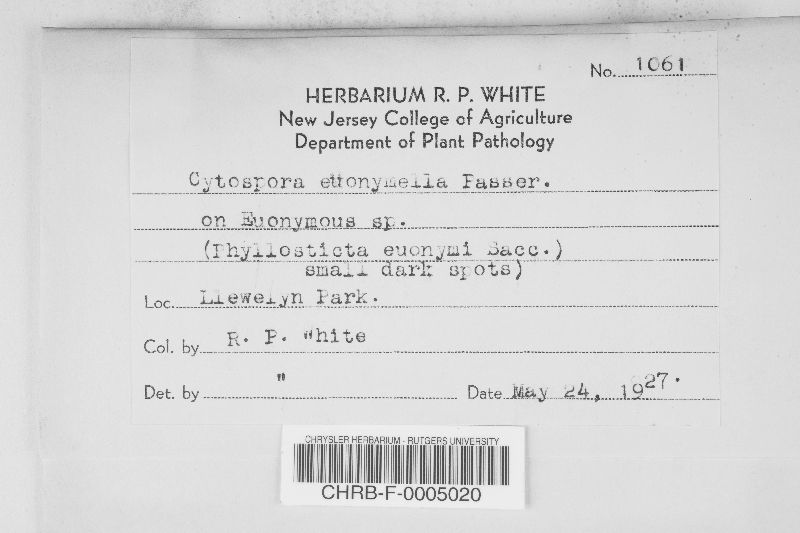 No. 1061
HERBARIUM R. P. WHITE
New Jersey College of Agriculture
Department of Plant Pathology
Cytospora euonymella Passer.
on Euonymous sp.
(Phyllosticta euonymi Sacc.)
small dark spots)
Loc. Llewelyn Park.
Col. by R. P. White
Det. by " Date May 24, 1927.
CHRYSLER HERBARIUM - RUTGERS UNIVERSITY
CHRB-F-0005020